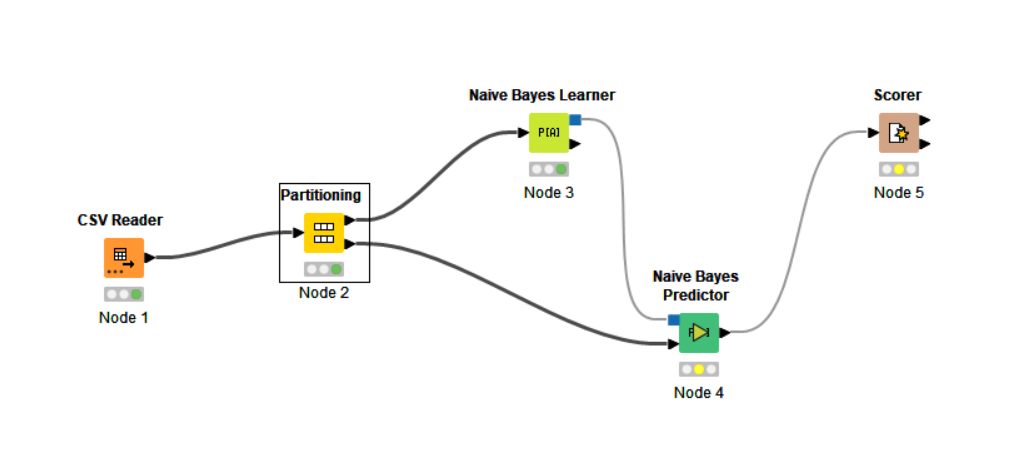 Naive Bayes Learner
P[A]
Node 3
Scorer
Node 5
Partitioning
Node 2
CSV Reader
Node 1
Naive Bayes
Predictor
Node 4